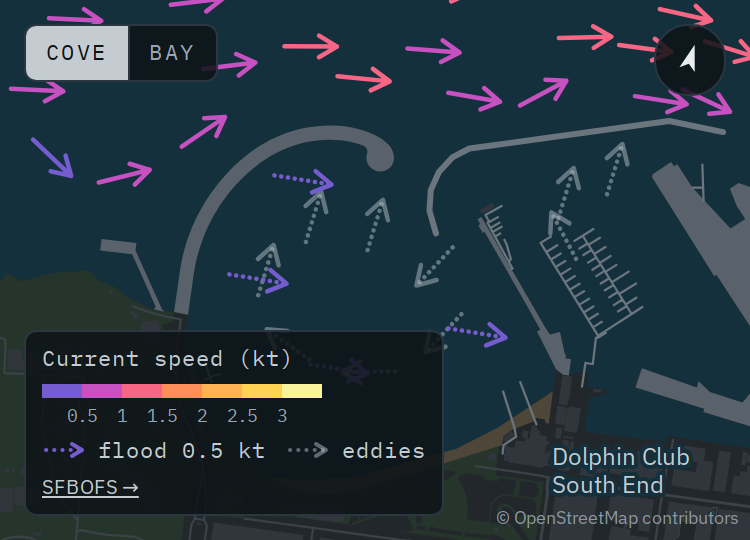 COVE BAY
Current speed (kt)
0.5 1 1.5 2 2.5 3
flood 0.5 kt eddies
SFBOFS →
Dolphin Club
South End
© OpenStreetMap contributors